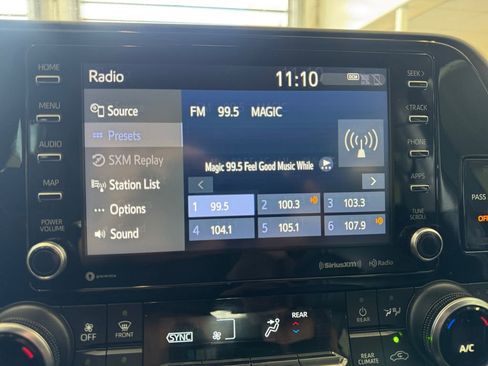 HOME
MENU
AUDIO
MAP
POWER
VOLUME
Radio
11:10
DCM
Source
Presets
SXM Replay
Station List
Options
Sound
FM 99.5 MAGIC
Magic 99.5 Feel Good Music While
1 99.5
2 100.3
3 103.3
4 104.1
5 105.1
6 107.9
SEEK >
< TRACK
PHONE
APPS
TUNE
SCROLL
SiriusXM
HD Radio
PASS
OFF
OFF
FRONT
SYNC
REAR
REAR
REAR
CLIMATE
A/C